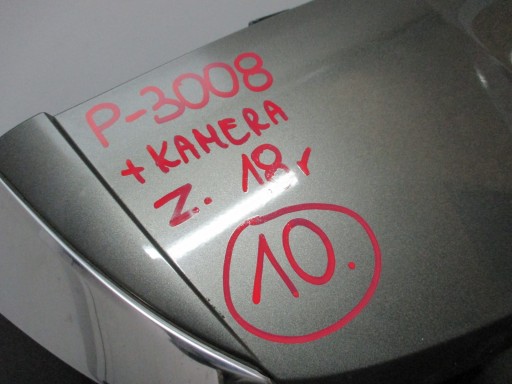 P-3008
+ KAMERA
Z. 18r
10.